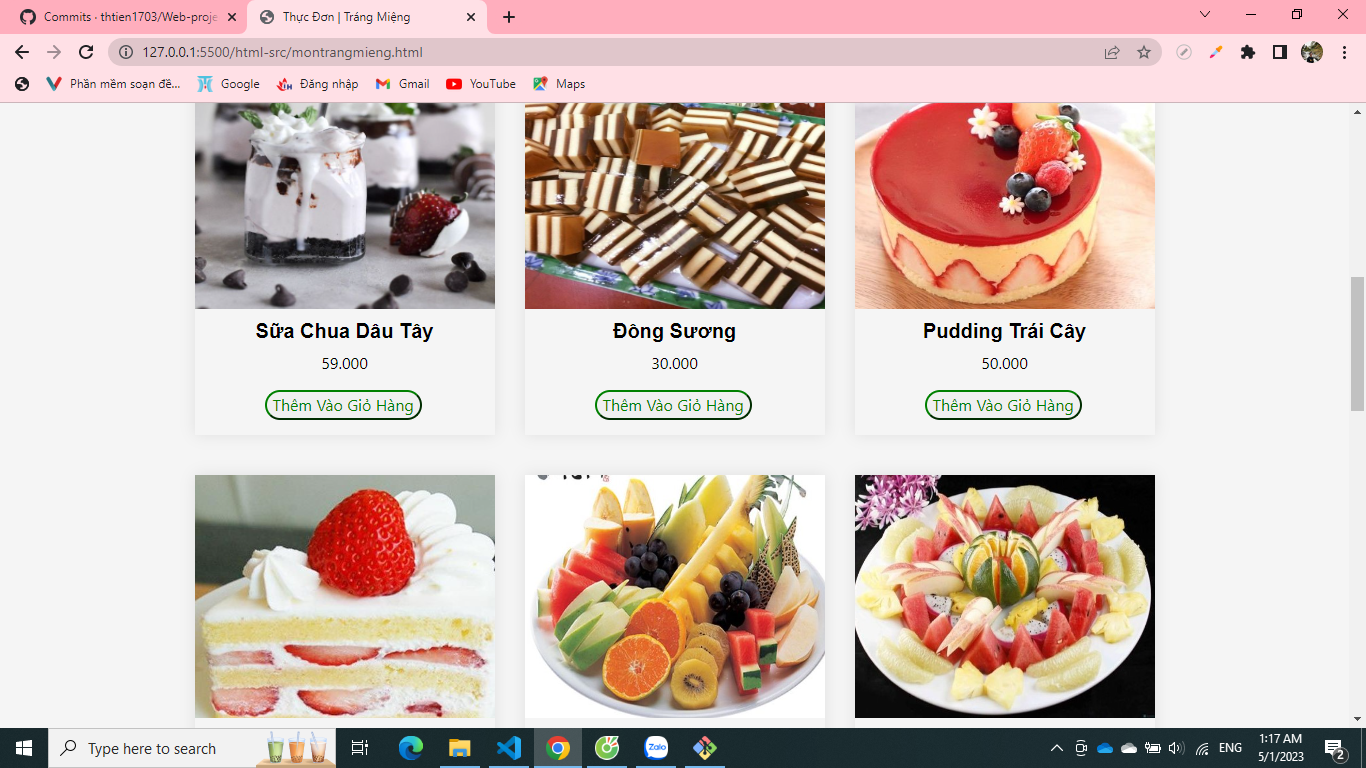 Commits · thtien1703/Web-proje
Thực Đơn | Tráng Miệng
127.0.0.1:5500/html-src/montrangmieng.html
Phần mềm soạn đề...
Google
Đăng nhập
Gmail
YouTube
Maps
Sữa Chua Dâu Tây
Đông Sương
Pudding Trái Cây
59.000
30.000
50.000
Thêm Vào Giỏ Hàng
Thêm Vào Giỏ Hàng
Thêm Vào Giỏ Hàng
Type here to search
Zalo
ENG
1:17 AM
5/1/2023
2